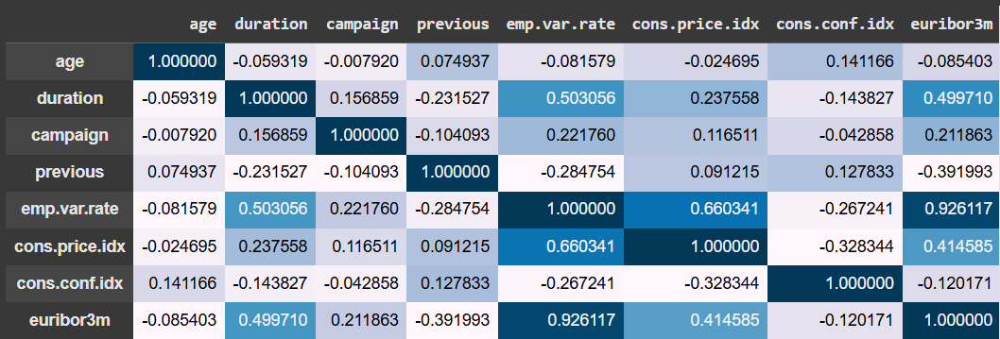 age duration campaign previous emp.var.rate cons.price.idx cons.conf.idx euribor3m
age 1.000000 -0.059319 -0.007920 0.074937 -0.081579 -0.024695 0.141166 -0.085403
duration -0.059319 1.000000 0.156859 -0.231527 0.503056 0.237558 -0.143827 0.499710
campaign -0.007920 0.156859 1.000000 -0.104093 0.221760 0.116511 -0.042858 0.211863
previous 0.074937 -0.231527 -0.104093 1.000000 -0.284754 0.091215 0.127833 -0.391993
emp.var.rate -0.081579 0.503056 0.221760 -0.284754 1.000000 0.660341 -0.267241 0.926117
cons.price.idx -0.024695 0.237558 0.116511 0.091215 0.660341 1.000000 -0.328344 0.414585
cons.conf.idx 0.141166 -0.143827 -0.042858 0.127833 -0.267241 -0.328344 1.000000 -0.120171
euribor3m -0.085403 0.499710 0.211863 -0.391993 0.926117 0.414585 -0.120171 1.000000